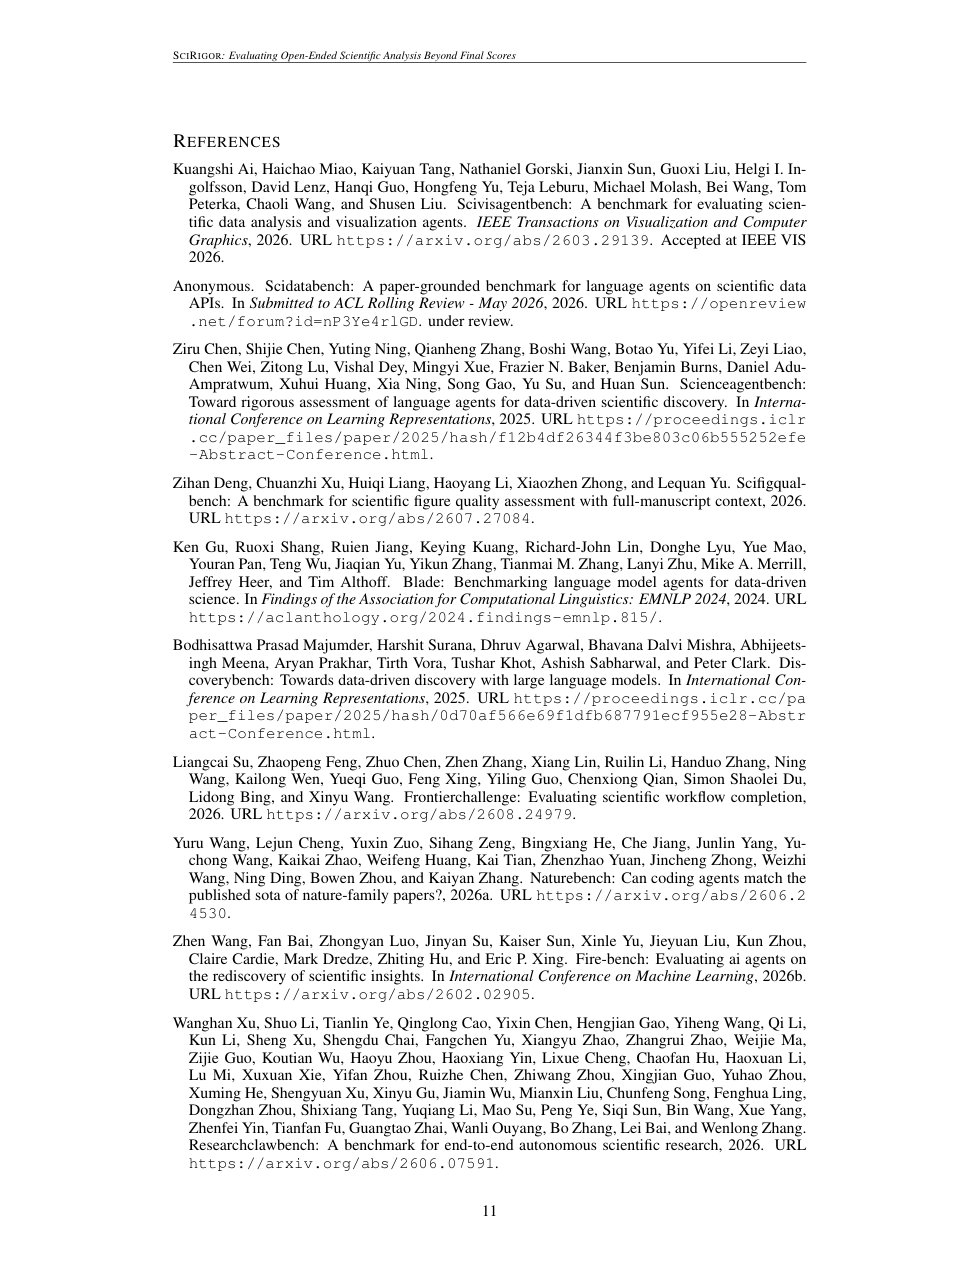 SCIRIGOR: Evaluating Open-Ended Scientific Analysis Beyond Final Scores
REFERENCES
Kuangshi Ai, Haichao Miao, Kaiyuan Tang, Nathaniel Gorski, Jianxin Sun, Guoxi Liu, Helgi I. In-
golfsson, David Lenz, Hanqi Guo, Hongfeng Yu, Teja Leburu, Michael Molash, Bei Wang, Tom
Peterka, Chaoli Wang, and Shusen Liu. Scivisagentbench: A benchmark for evaluating scien-
tific data analysis and visualization agents. IEEE Transactions on Visualization and Computer
Graphics, 2026. URL https://arxiv.org/abs/2603.29139. Accepted at IEEE VIS
2026.
Anonymous. Scidatabench: A paper-grounded benchmark for language agents on scientific data
APIs. In Submitted to ACL Rolling Review - May 2026, 2026. URL https://openreview
.net/forum?id=nP3Ye4rlGD. under review.
Ziru Chen, Shijie Chen, Yuting Ning, Qianheng Zhang, Boshi Wang, Botao Yu, Yifei Li, Zeyi Liao,
Chen Wei, Zitong Lu, Vishal Dey, Mingyi Xue, Frazier N. Baker, Benjamin Burns, Daniel Adu-
Ampratwum, Xuhui Huang, Xia Ning, Song Gao, Yu Su, and Huan Sun. Scienceagentbench:
Toward rigorous assessment of language agents for data-driven scientific discovery. In Interna-
tional Conference on Learning Representations, 2025. URL https://proceedings.iclr
.cc/paper_files/paper/2025/hash/f12b4df26344f3be803c06b555252efe
-Abstract-Conference.html.
Zihan Deng, Chuanzhi Xu, Huiqi Liang, Haoyang Li, Xiaozhen Zhong, and Lequan Yu. Scifigqual-
bench: A benchmark for scientific figure quality assessment with full-manuscript context, 2026.
URL https://arxiv.org/abs/2607.27084.
Ken Gu, Ruoxi Shang, Ruien Jiang, Keying Kuang, Richard-John Lin, Donghe Lyu, Yue Mao,
Youran Pan, Teng Wu, Jiaqian Yu, Yikun Zhang, Tianmai M. Zhang, Lanyi Zhu, Mike A. Merrill,
Jeffrey Heer, and Tim Althoff. Blade: Benchmarking language model agents for data-driven
science. In Findings of the Association for Computational Linguistics: EMNLP 2024, 2024. URL
https://aclanthology.org/2024.findings-emnlp.815/.
Bodhisattwa Prasad Majumder, Harshit Surana, Dhruv Agarwal, Bhavana Dalvi Mishra, Abhijeets-
ingh Meena, Aryan Prakhar, Tirth Vora, Tushar Khot, Ashish Sabharwal, and Peter Clark. Dis-
coverybench: Towards data-driven discovery with large language models. In International Con-
ference on Learning Representations, 2025. URL https://proceedings.iclr.cc/pa
per_files/paper/2025/hash/0d70af566e69f1dfb687791ecf955e28-Abstr
act-Conference.html.
Liangcai Su, Zhaopeng Feng, Zhuo Chen, Zhen Zhang, Xiang Lin, Ruilin Li, Handuo Zhang, Ning
Wang, Kailong Wen, Yueqi Guo, Feng Xing, Yiling Guo, Chenxiong Qian, Simon Shaolei Du,
Lidong Bing, and Xinyu Wang. Frontierchallenge: Evaluating scientific workflow completion,
2026. URL https://arxiv.org/abs/2608.24979.
Yuru Wang, Lejun Cheng, Yuxin Zuo, Sihang Zeng, Bingxiang He, Che Jiang, Junlin Yang, Yu-
chong Wang, Kaikai Zhao, Weifeng Huang, Kai Tian, Zhenzhao Yuan, Jincheng Zhong, Weizhi
Wang, Ning Ding, Bowen Zhou, and Kaiyan Zhang. Naturebench: Can coding agents match the
published sota of nature-family papers?, 2026a. URL https://arxiv.org/abs/2606.2
4530.
Zhen Wang, Fan Bai, Zhongyan Luo, Jinyan Su, Kaiser Sun, Xinle Yu, Jieyuan Liu, Kun Zhou,
Claire Cardie, Mark Dredze, Zhiting Hu, and Eric P. Xing. Fire-bench: Evaluating ai agents on
the rediscovery of scientific insights. In International Conference on Machine Learning, 2026b.
URL https://arxiv.org/abs/2602.02905.
Wanghan Xu, Shuo Li, Tianlin Ye, Qinglong Cao, Yixin Chen, Hengjian Gao, Yiheng Wang, Qi Li,
Kun Li, Sheng Xu, Shengdu Chai, Fangchen Yu, Xiangyu Zhao, Zhangrui Zhao, Weijie Ma,
Zijie Guo, Koutian Wu, Haoyu Zhou, Haoxiang Yin, Lixue Cheng, Chaofan Hu, Haoxuan Li,
Lu Mi, Xuxuan Xie, Yifan Zhou, Ruizhe Chen, Zhiwang Zhou, Xingjian Guo, Yuhao Zhou,
Xuming He, Shengyuan Xu, Xinyu Gu, Jiamin Wu, Mianxin Liu, Chunfeng Song, Fenghua Ling,
Dongzhan Zhou, Shixiang Tang, Yuqiang Li, Mao Su, Peng Ye, Siqi Sun, Bin Wang, Xue Yang,
Zhenfei Yin, Tianfan Fu, Guangtao Zhai, Wanli Ouyang, Bo Zhang, Lei Bai, and Wenlong Zhang.
Researchclawbench: A benchmark for end-to-end autonomous scientific research, 2026. URL
https://arxiv.org/abs/2606.07591.
11